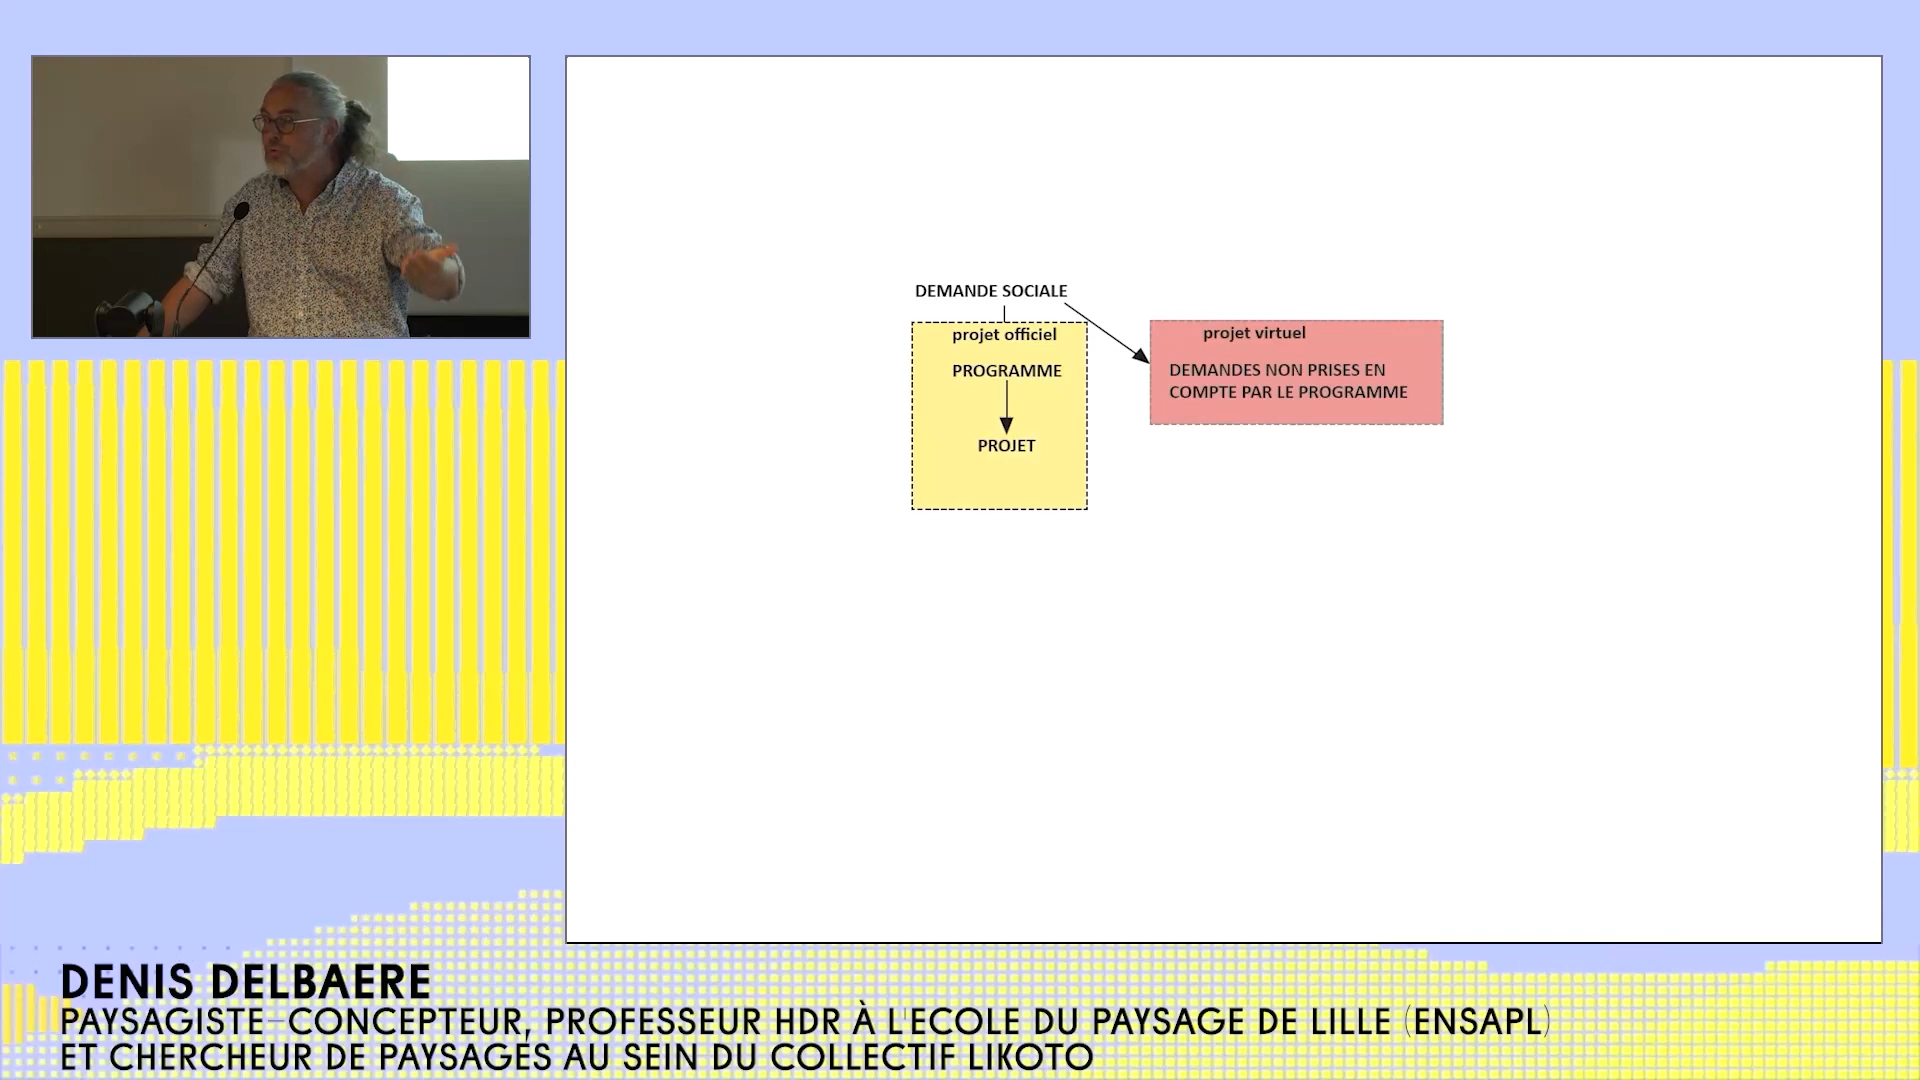 DEMANDE SOCIALE
projet officiel
PROGRAMME
PROJET
projet virtuel
DEMANDES NON PRISES EN
COMPTE PAR LE PROGRAMME
DENIS DELBAERE
PAYSAGISTE-CONCEPTEUR, PROFESSEUR HDR À L'ECOLE DU PAYSAGE DE LILLE (ENSAPL)
ET CHERCHEUR DE PAYSAGES AU SEIN DU COLLECTIF LIKOTO